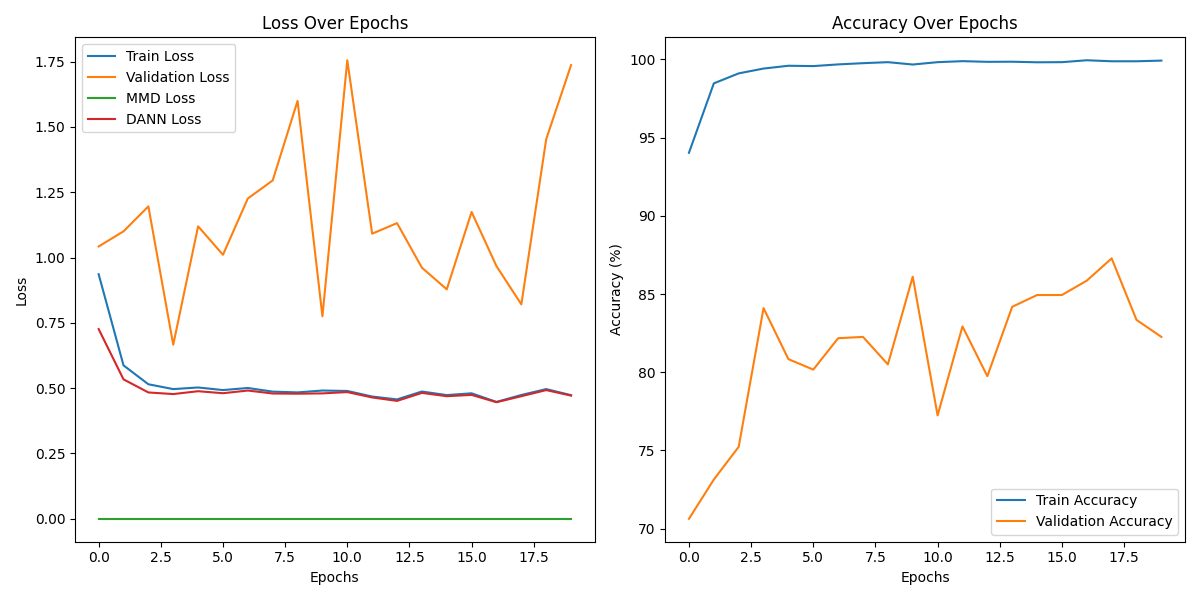 Loss Over Epochs
Train Loss
Validation Loss
MMD Loss
DANN Loss
1.75
1.50
1.25
1.00
0.75
0.50
0.25
0.00
Loss
0.0 2.5 5.0 7.5 10.0 12.5 15.0 17.5
Epochs
Accuracy Over Epochs
100
95
90
85
80
75
70
Accuracy (%)
Train Accuracy
Validation Accuracy
0.0 2.5 5.0 7.5 10.0 12.5 15.0 17.5
Epochs